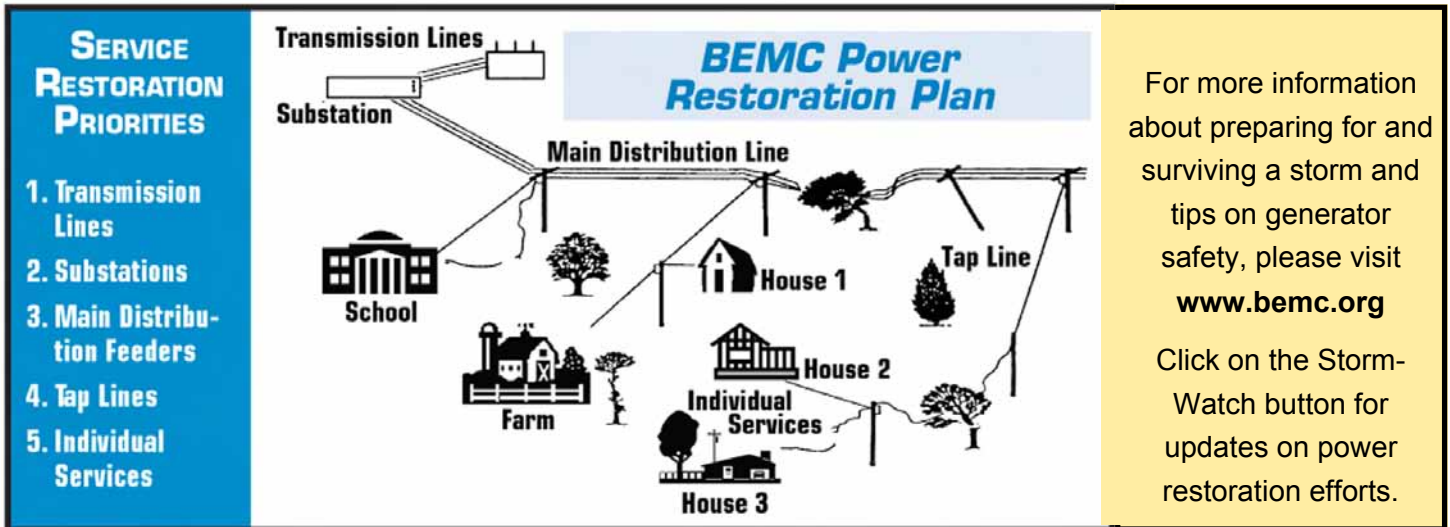 SERVICE
RESTORATION
PRIORITIES
1. Transmission
Lines
2. Substations
3. Main Distribu-
tion Feeders
4. Tap Lines
5. Individual
Services
Transmission Lines
BEMC Power
Restoration Plan
Substation
Main Distribution Line
School
House 1
Tap Line
Farm
House 2
Individual
Services
House 3
For more information
about preparing for and
surviving a storm and
tips on generator
safety, please visit
www.bemc.org
Click on the Storm-
Watch button for
updates on power
restoration efforts.